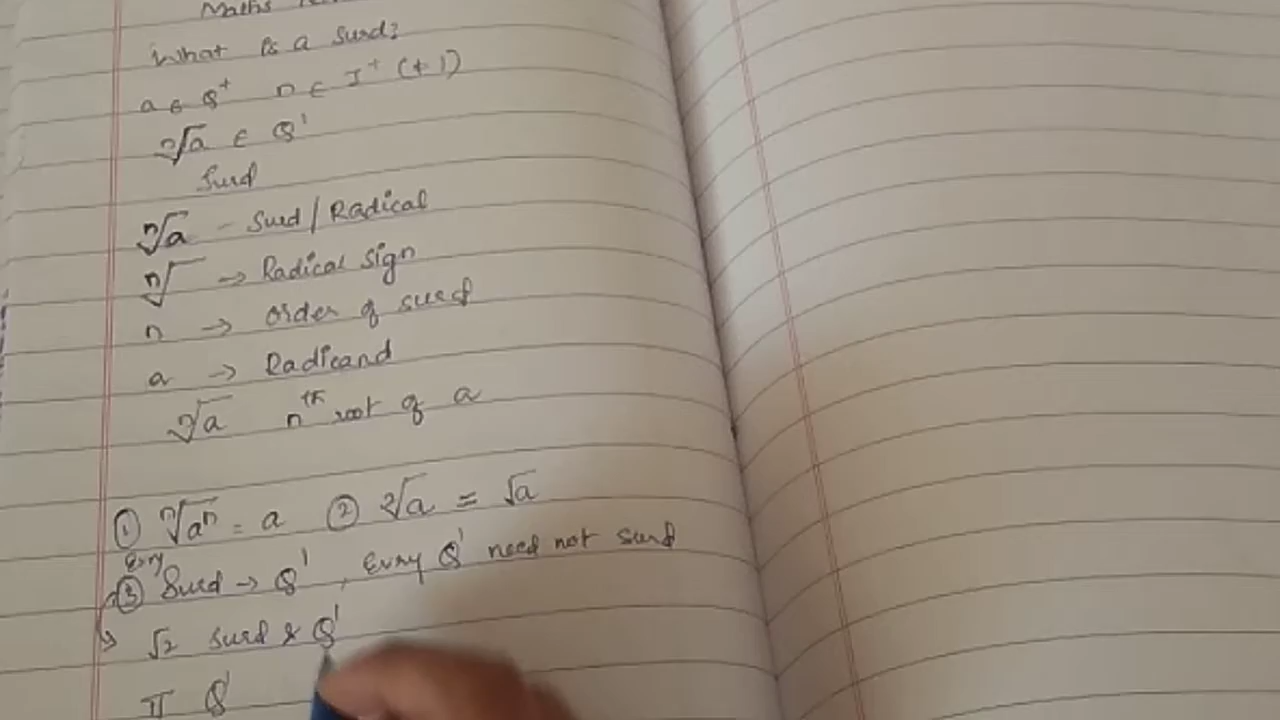 Maths
What is a Surd?
a ∈ Q⁺ n ∈ I⁺ (≠1)
ⁿ√a ∈ Q'
Surd
ⁿ√a - Surd / Radical
ⁿ√ → Radical sign
n → order of surd
a → Radicand
ⁿ√a nᵗʰ root of a
① ⁿ√aⁿ = a ② ²√a = √a
Every
③ Surd → Q' , Every Q' need not surd
→ √2 surd & Q'
π Q'